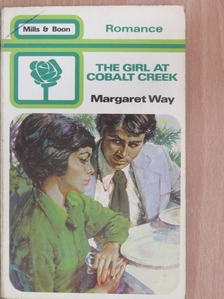 Mills & Boon
Romance
THE GIRL AT
COBALT CREEK
Margaret Way